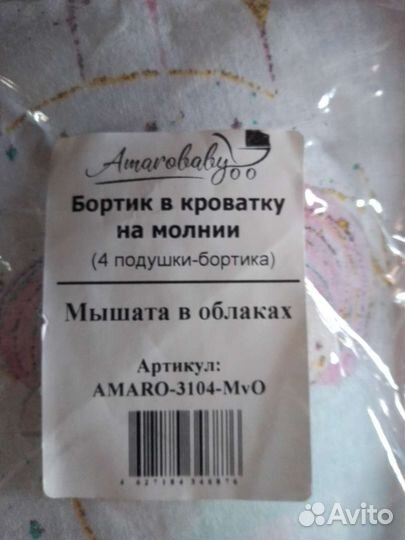 Amarobaby
Бортик в кроватку
на молнии
(4 подушки-бортика)
Мышата в облаках
Артикул:
AMARO-3104-MvO
Avito